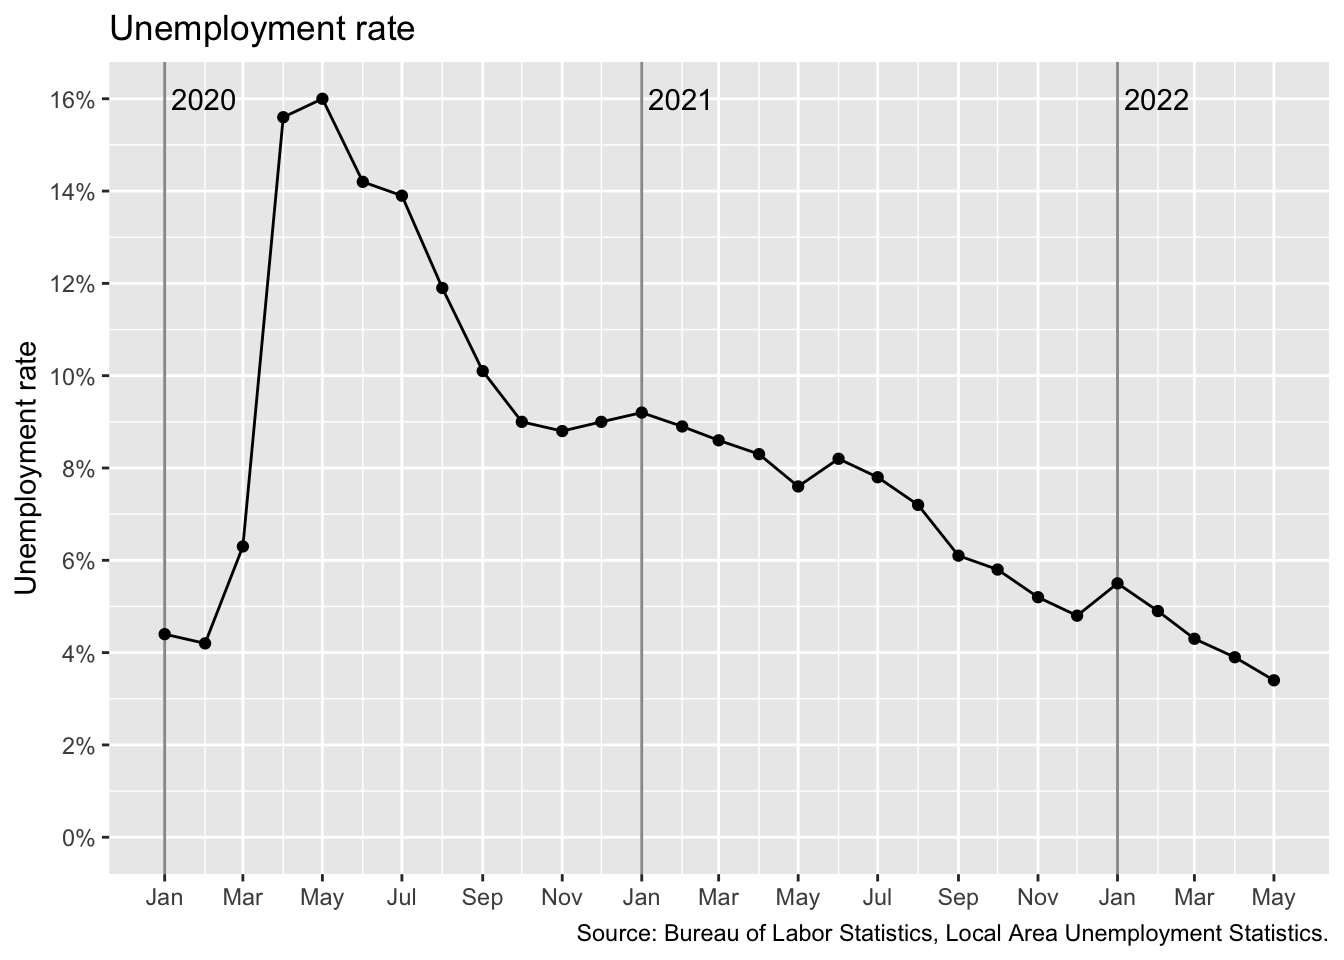 Unemployment rate
2020 2021 2022
Unemployment rate
16%
14%
12%
10%
8%
6%
4%
2%
0%
Jan Mar May Jul Sep Nov Jan Mar May Jul Sep Nov Jan Mar May
Source: Bureau of Labor Statistics, Local Area Unemployment Statistics.